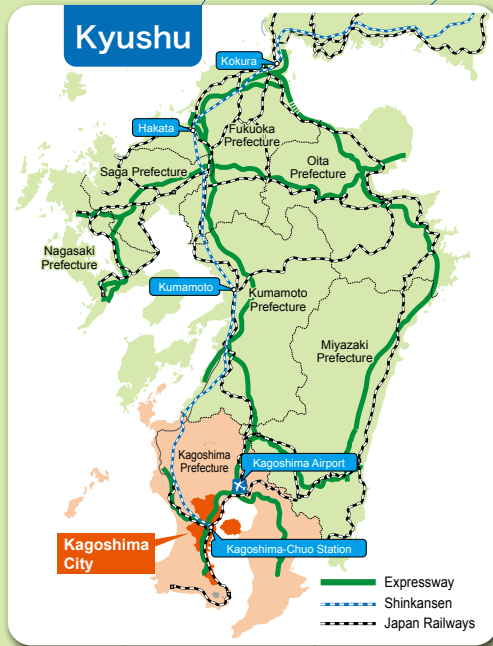 Kyushu
Kokura
Hakata
Fukuoka
Prefecture
Oita
Prefecture
Saga Prefecture
Nagasaki
Prefecture
Kumamoto
Kumamoto
Prefecture
Miyazaki
Prefecture
Kagoshima
Prefecture
Kagoshima Airport
Kagoshima
City
Kagoshima-Chuo Station
Expressway
Shinkansen
Japan Railways